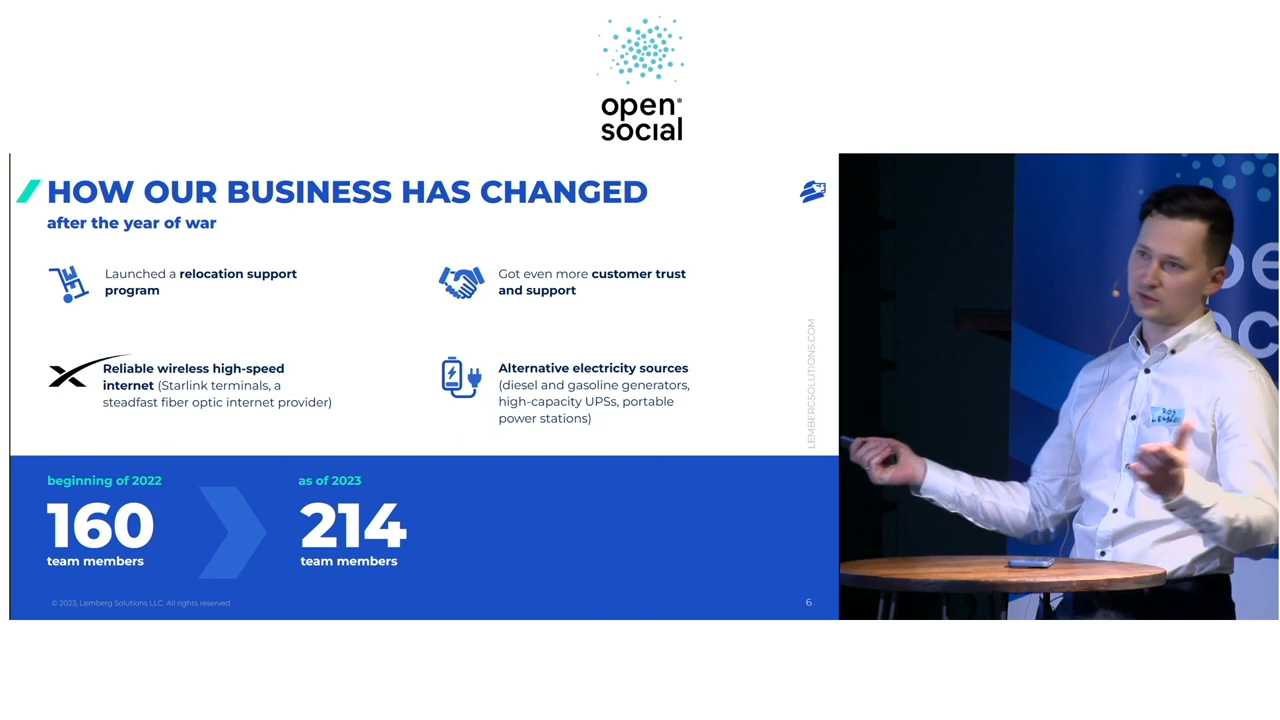 open®
social
HOW OUR BUSINESS HAS CHANGED
after the year of war
Launched a relocation support
program
Got even more customer trust
and support
Reliable wireless high-speed
internet (Starlink terminals, a
steadfast fiber optic internet provider)
Alternative electricity sources
(diesel and gasoline generators,
high-capacity UPSs, portable
power stations)
LEMBERGSOLUTIONS.COM
beginning of 2022
160
team members
as of 2023
214
team members
© 2023, Lemberg Solutions LLC. All rights reserved
6